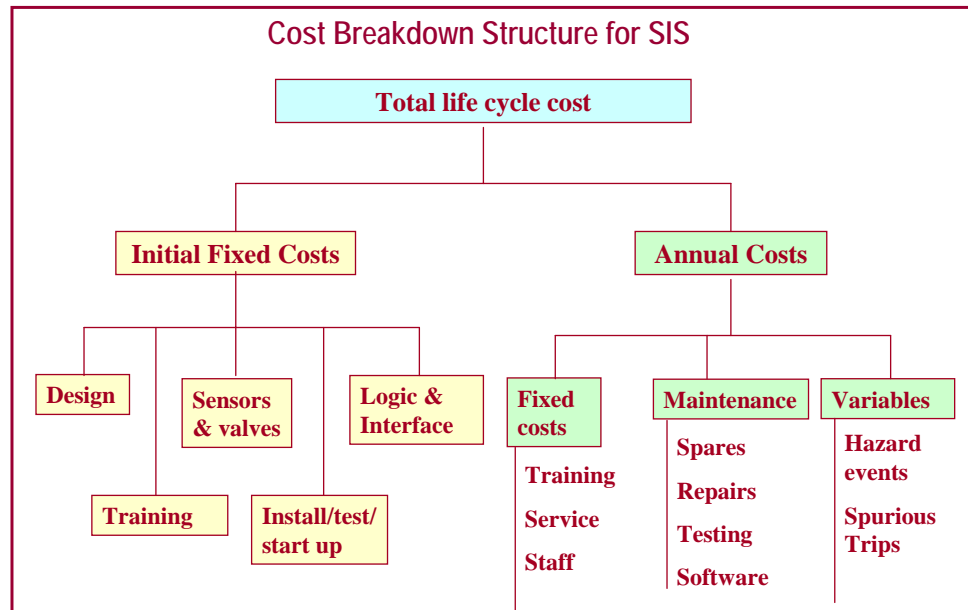 Cost Breakdown Structure for SIS
Total life cycle cost
Initial Fixed Costs
Annual Costs
Design
Sensors
& valves
Logic &
Interface
Training
Install/test/
start up
Fixed
costs
Training
Service
Staff
Maintenance
Spares
Repairs
Testing
Software
Variables
Hazard
events
Spurious
Trips